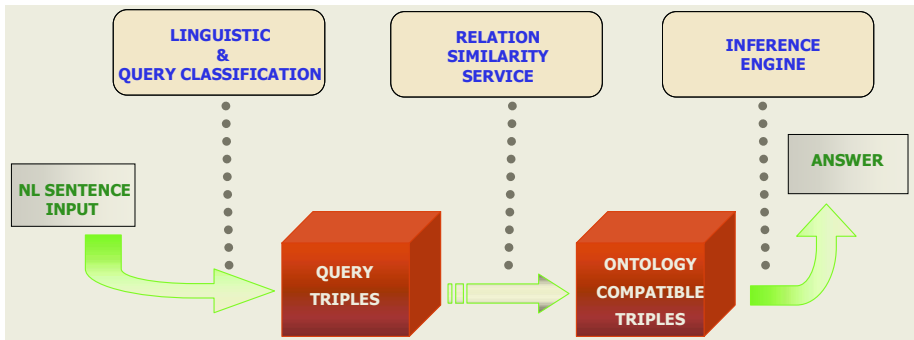 LINGUISTIC
&
QUERY CLASSIFICATION
RELATION
SIMILARITY
SERVICE
INFERENCE
ENGINE
NL SENTENCE
INPUT
QUERY
TRIPLES
ONTOLOGY
COMPATIBLE
TRIPLES
ANSWER